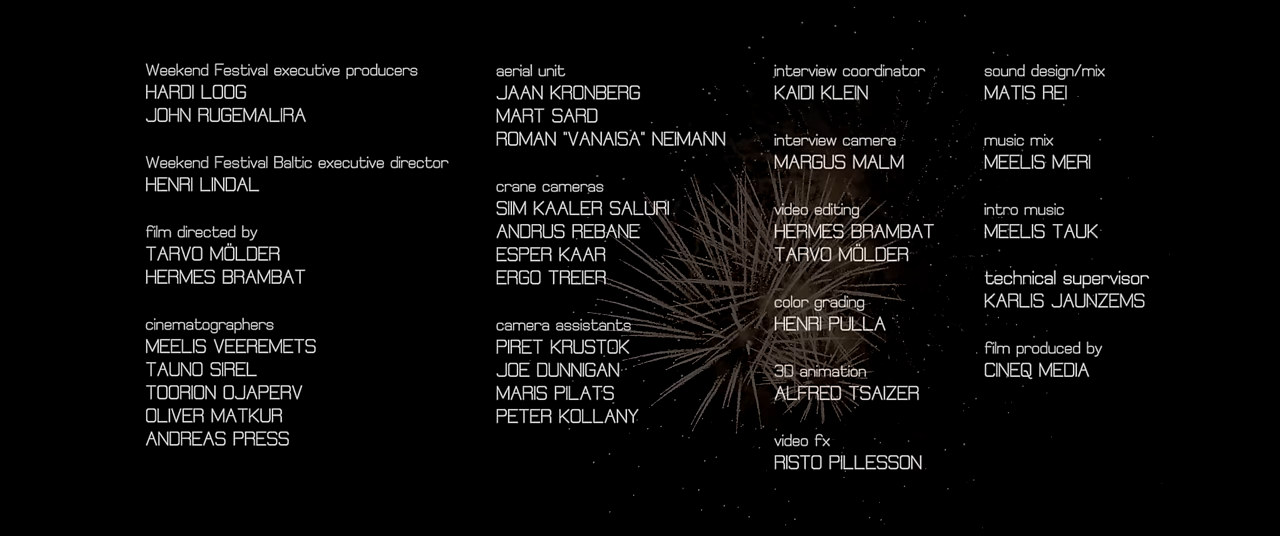 Weekend Festival executive producers
HARDI LOOG
JOHN RUGEMALIRA
Weekend Festival Baltic executive director
HENRI LINDAL
film directed by
TARVO MÖLDER
HERMES BRAMBAT
cinematographers
MEELIS VEEREMETS
TAUNO SIREL
TOORION OJAPERV
OLIVER MATKUR
ANDREAS PRESS
aerial unit
JAAN KRONBERG
MART SARD
ROMAN "VANAISA" NEIMANN
crane cameras
SIIM KAALER SALURI
ANDRUS REBANE
ESPER KAAR
ERGO TREIER
camera assistants
PIRET KRUSTOK
JOE DUNNIGAN
MARIS PILATS
PETER KOLLANY
interview coordinator
KAIDI KLEIN
interview camera
MARGUS MALM
video editing
HERMES BRAMBAT
TARVO MÖLDER
color grading
HENRI PULLA
3D animation
ALFRED TSAIZER
video fx
RISTO PILLESSON
sound design/mix
MATIS REI
music mix
MEELIS MERI
intro music
MEELIS TAUK
technical supervisor
KARLIS JAUNZEMS
film produced by
CINEQ MEDIA